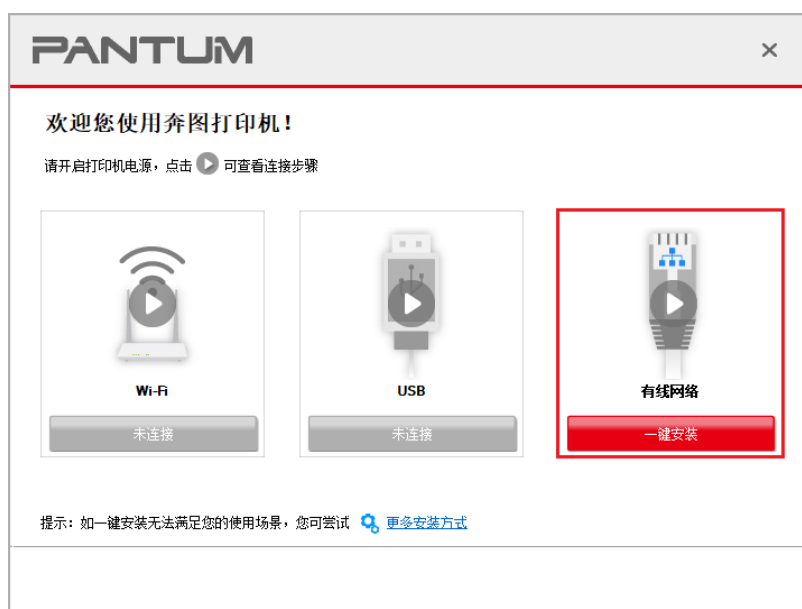 PANTUM
欢迎您使用奔图打印机！
请开启打印机电源，点击 可查看连接步骤
Wi-Fi
USB
有线网络
未连接
未连接
一键安装
提示：如一键安装无法满足您的使用场景，您可尝试 更多安装方式